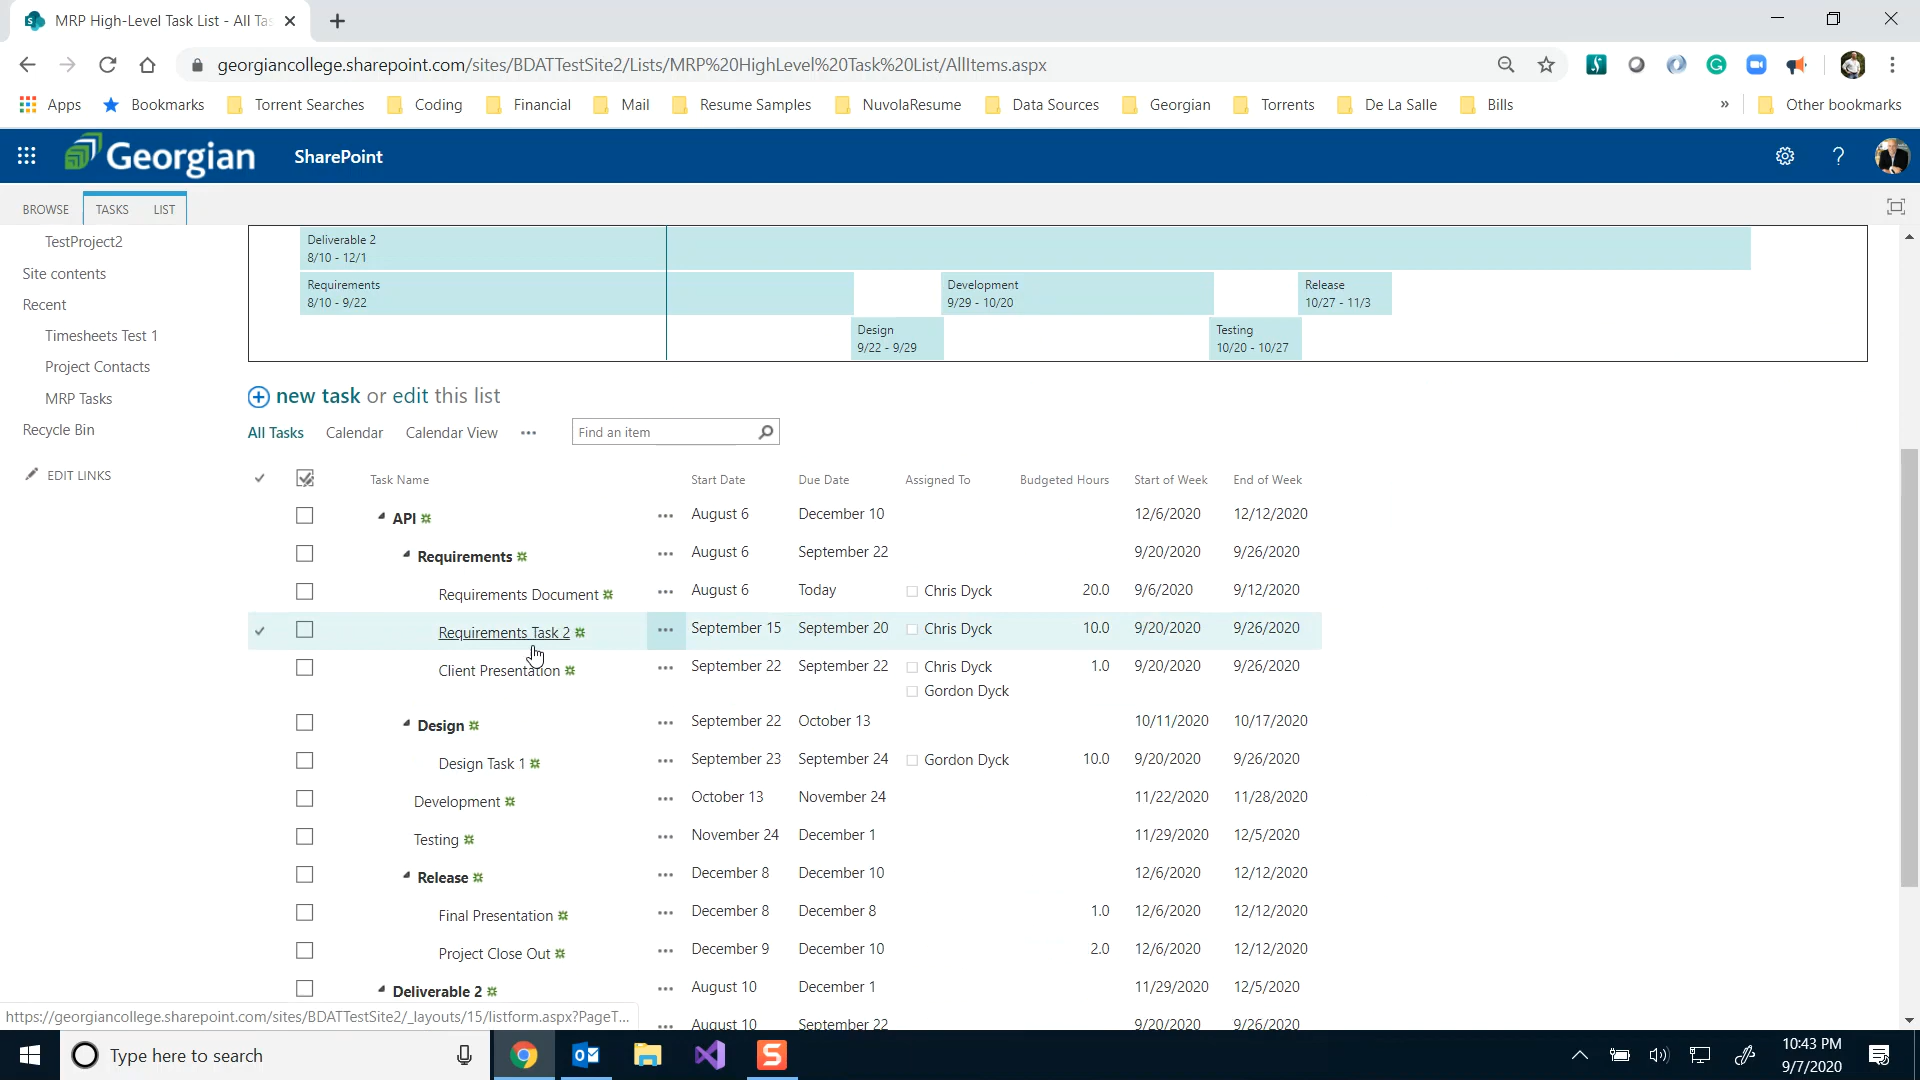 MRP High-Level Task List - All Tas
georgiancollege.sharepoint.com/sites/BDATTestSite2/Lists/MRP%20HighLevel%20Task%20List/AllItems.aspx
Apps Bookmarks Torrent Searches Coding Financial Mail Resume Samples NuvolaResume Data Sources Georgian Torrents De La Salle Bills » Other bookmarks
Georgian SharePoint ?
BROWSE TASKS LIST
TestProject2
Site contents
Recent
Timesheets Test 1
Project Contacts
MRP Tasks
Recycle Bin
EDIT LINKS
Deliverable 2
8/10 - 12/1
Requirements
8/10 - 9/22
Development
9/29 - 10/20
Release
10/27 - 11/3
Design
9/22 - 9/29
Testing
10/20 - 10/27
new task or edit this list
All Tasks Calendar Calendar View ••• Find an item
Task Name Start Date Due Date Assigned To Budgeted Hours Start of Week End of Week
API ••• August 6 December 10 12/6/2020 12/12/2020
Requirements ••• August 6 September 22 9/20/2020 9/26/2020
Requirements Document ••• August 6 Today Chris Dyck 20.0 9/6/2020 9/12/2020
Requirements Task 2 ••• September 15 September 20 Chris Dyck 10.0 9/20/2020 9/26/2020
Client Presentation ••• September 22 September 22 Chris Dyck 1.0 9/20/2020 9/26/2020
Gordon Dyck
Design ••• September 22 October 13 10/11/2020 10/17/2020
Design Task 1 ••• September 23 September 24 Gordon Dyck 10.0 9/20/2020 9/26/2020
Development ••• October 13 November 24 11/22/2020 11/28/2020
Testing ••• November 24 December 1 11/29/2020 12/5/2020
Release ••• December 8 December 10 12/6/2020 12/12/2020
Final Presentation ••• December 8 December 8 1.0 12/6/2020 12/12/2020
Project Close Out ••• December 9 December 10 2.0 12/6/2020 12/12/2020
Deliverable 2 ••• August 10 December 1 11/29/2020 12/5/2020
••• August 10 September 22 9/20/2020 9/26/2020
https://georgiancollege.sharepoint.com/sites/BDATTestSite2/_layouts/15/listform.aspx?PageT...
Type here to search
10:43 PM
9/7/2020